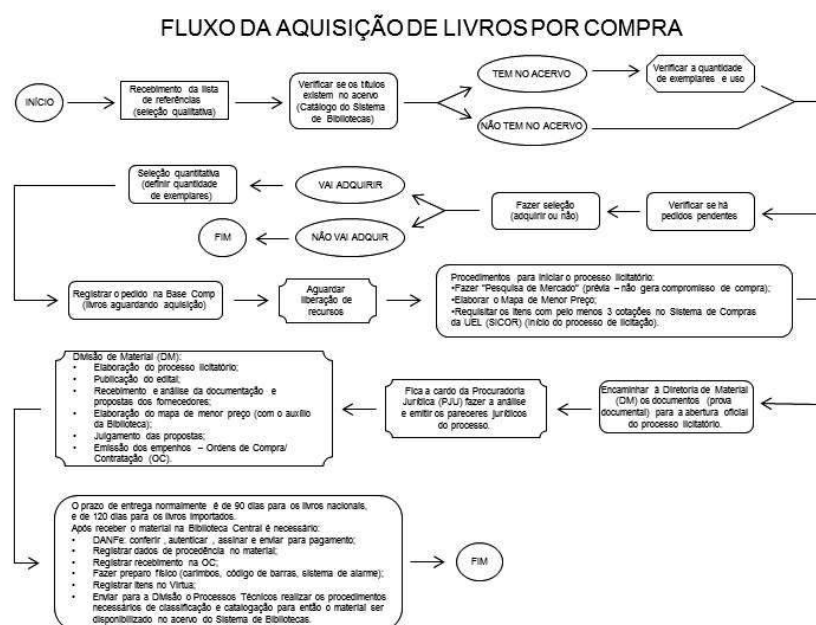 FLUXO DA AQUISIÇÃO DE LIVROS POR COMPRA
INÍCIO
Recebimento da lista
de referências
(seleção qualitativa)
Verificar se os títulos
existem no acervo
(Catálogo do Sistema
de Bibliotecas)
TEM NO ACERVO
NÃO TEM NO ACERVO
Verificar a quantidade
de exemplares e uso
Verificar se há
pedidos pendentes
Fazer seleção
(adquirir ou não)
VAI ADQUIRIR
NÃO VAI ADQUIR
FIM
Seleção quantitativa
(definir quantidade
de exemplares)
Registrar o pedido na Base Comp
(livros aguardando aquisição)
Aguardar
liberação de
recursos
Procedimentos para iniciar o processo licitatório:
•Fazer "Pesquisa de Mercado" (prévia – não gera compromisso de compra);
•Elaborar o Mapa de Menor Preço;
•Requisitar os itens com pelo menos 3 cotações no Sistema de Compras
da UEL (SICOR) (início do processo de licitação).
Encaminhar à Diretoria de Material
(DM) os documentos (prova
documental) para a abertura oficial
do processo licitatório.
Fica a cardo da Procuradoria
Jurítica (PJU) fazer a análise
e emitir os pareceres jurídicos
do processo.
Divisão de Material (DM):
• Elaboração do processo licitatório;
• Publicação do edital;
• Recebimento e análise da documentação e
propostas dos fornecedores;
• Elaboração do mapa de menor preço (com o auxílio
da Biblioteca);
• Julgamento das propostas;
• Emissão dos empenhos – Ordens de Compra/
Contratação (OC).
O prazo de entrega normalmente é de 90 dias para os livros nacionais,
e de 120 dias para os livros importados.
Após receber o material na Biblioteca Central é necessário:
• DANFe: conferir, autenticar, assinar e enviar para pagamento;
• Registrar dados de procedência no material;
• Registrar recebimento na OC;
• Fazer preparo físico (carimbos, código de barras, sistema de alarme);
• Registrar itens no Virtua;
• Enviar para a Divisão o Processos Técnicos realizar os procedimentos
necessários de classificação e catalogação para então o material ser
disponibilizado no acervo do Sistema de Bibliotecas.
FIM